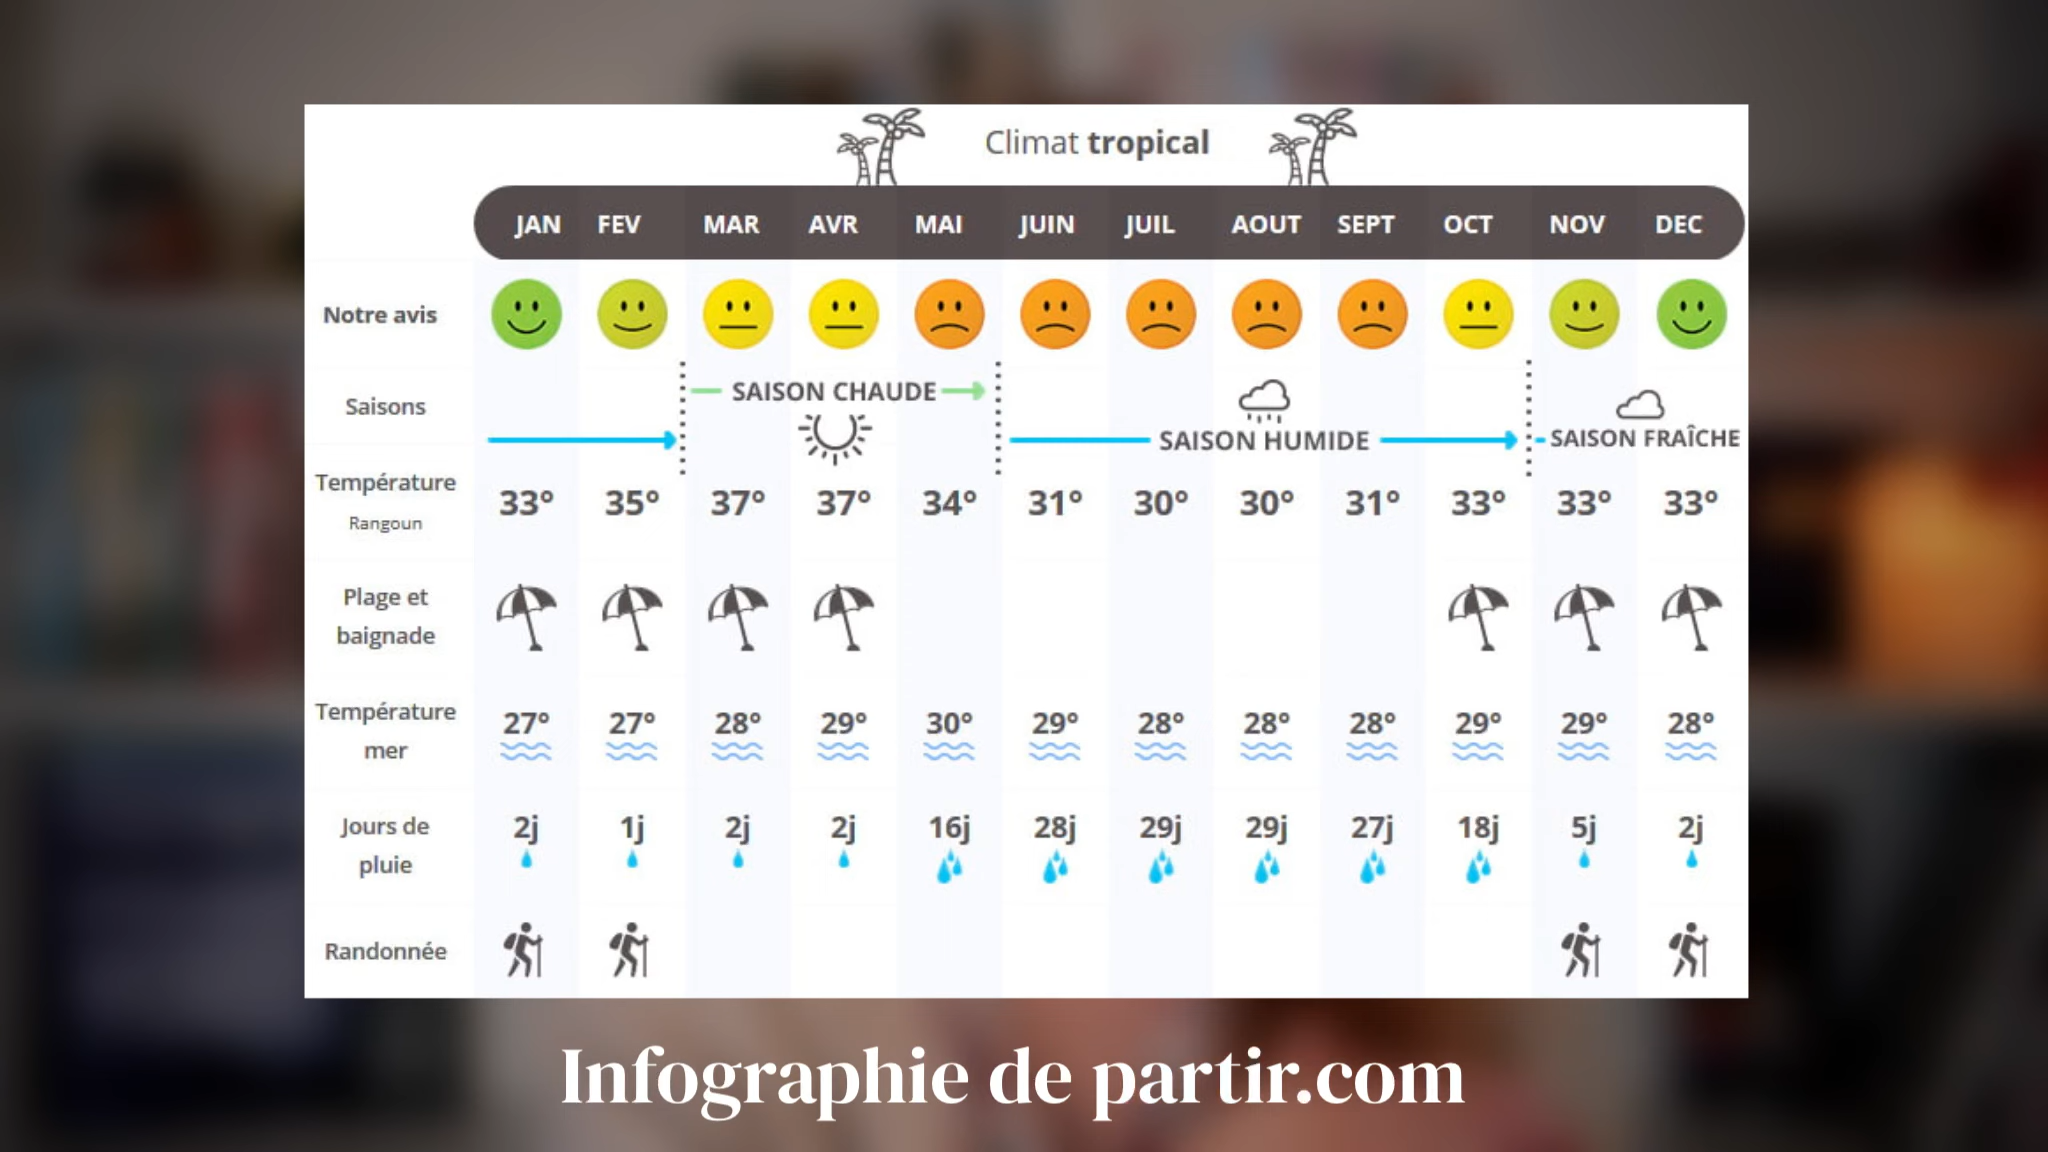 Climat tropical
JAN FEV MAR AVR MAI JUIN JUIL AOUT SEPT OCT NOV DEC
Notre avis
Saisons
SAISON CHAUDE
SAISON HUMIDE
SAISON FRAÎCHE
Température
Rangoun
33° 35° 37° 37° 34° 31° 30° 30° 31° 33° 33° 33°
Plage et
baignade
Température
mer
27° 27° 28° 29° 30° 29° 28° 28° 28° 29° 29° 28°
Jours de
pluie
2j 1j 2j 2j 16j 28j 29j 29j 27j 18j 5j 2j
Randonnée
Infographie de partir.com